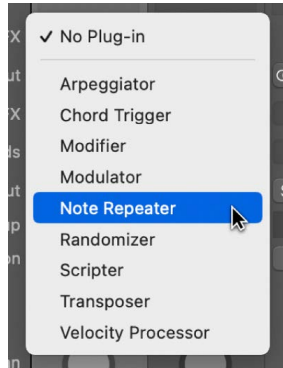 ✓ No Plug-in
Arpeggiator
Chord Trigger
Modifier
Modulator
Note Repeater
Randomizer
Scripter
Transposer
Velocity Processor